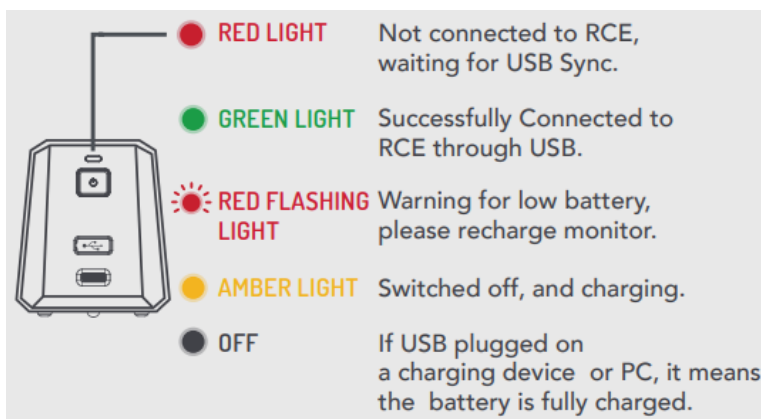 RED LIGHT Not connected to RCE,
waiting for USB Sync.
GREEN LIGHT Successfully Connected to
RCE through USB.
RED FLASHING Warning for low battery,
LIGHT please recharge monitor.
AMBER LIGHT Switched off, and charging.
OFF If USB plugged on
a charging device or PC, it means
the battery is fully charged.